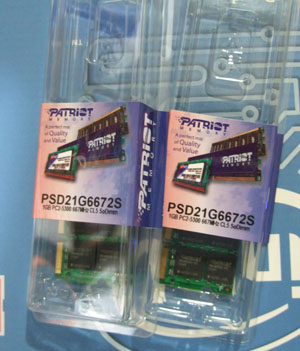 PATRIOT
MEMORY
A perfect mix
of Quality
and Value
PSD21G6672S
1GB PC2-5300 667MHz CL5 SoDimm
PATRIOT
MEMORY
PATRIOT
MEMORY
A perfect mix
of Quality
and Value
PSD21G6672S
1GB PC2-5300 667MHz CL5 SoDimm